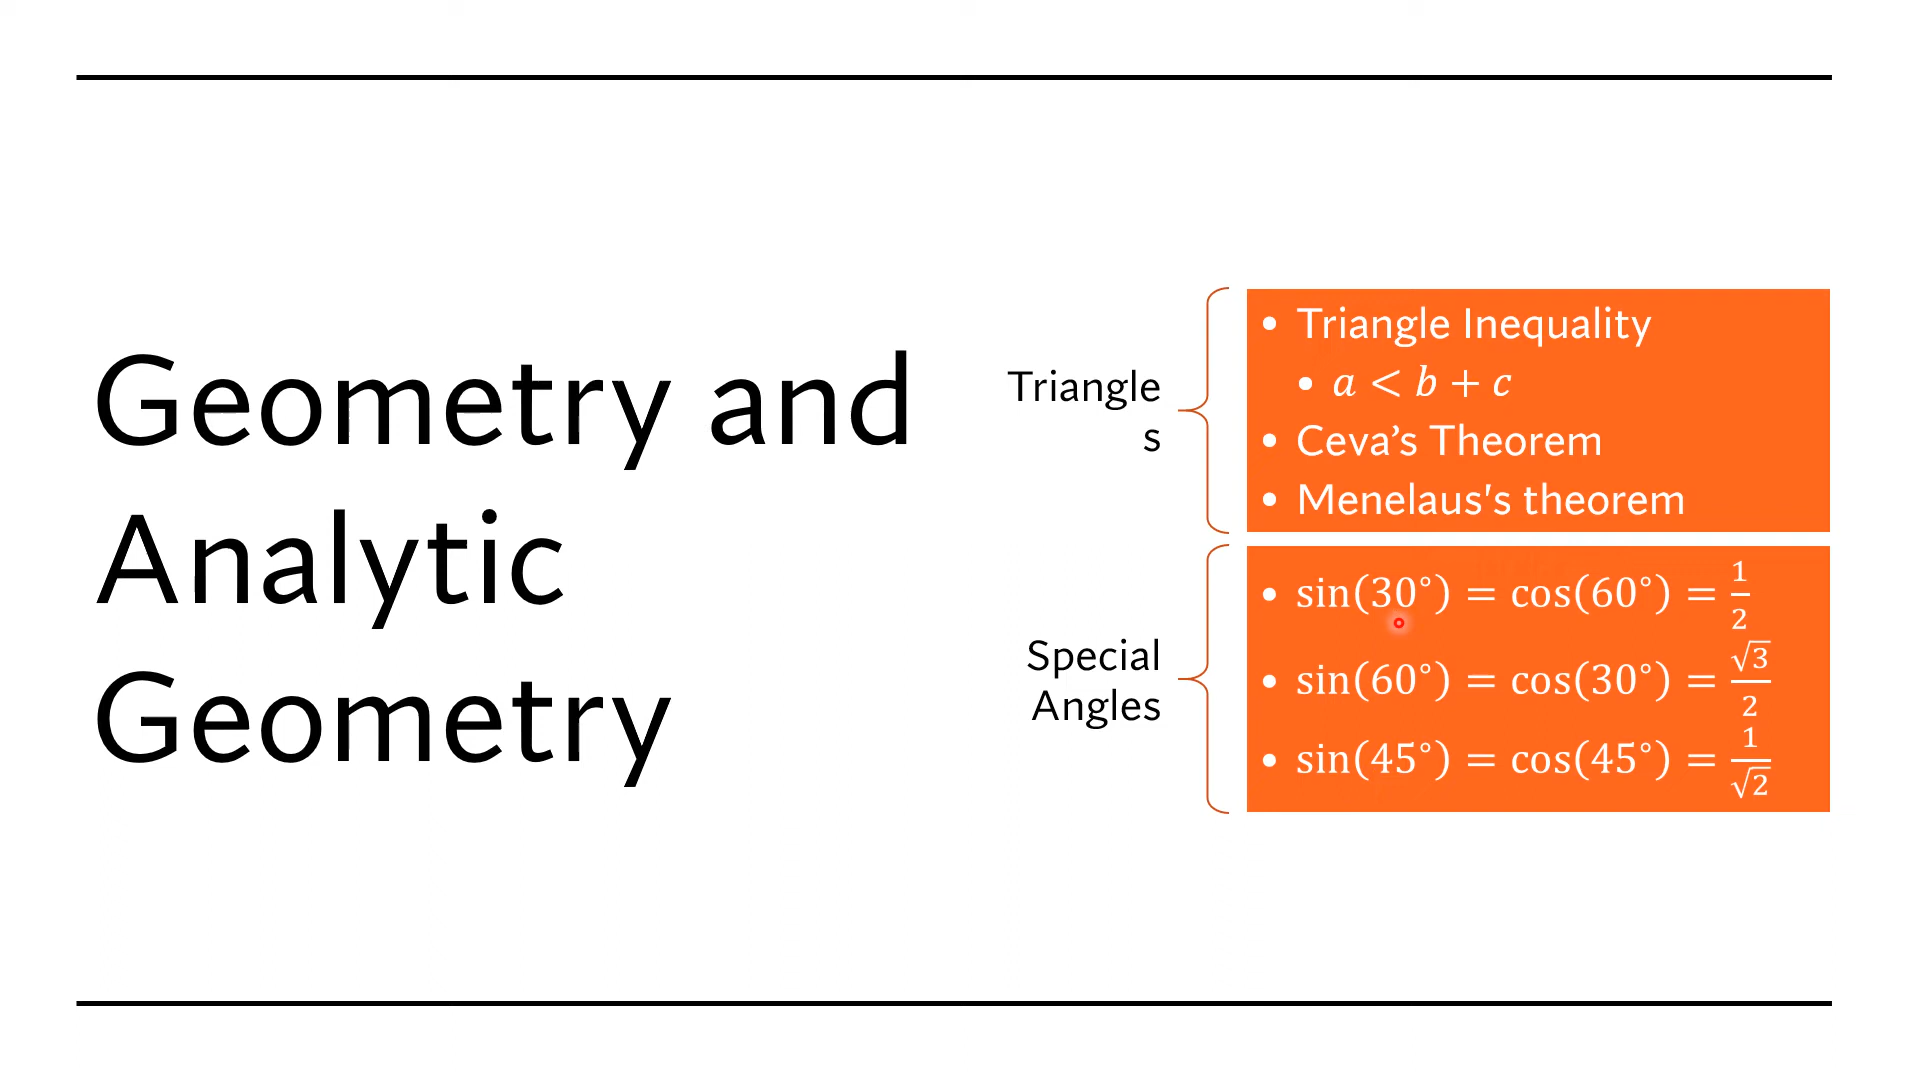 Geometry and
Analytic
Geometry
Triangle
s
• Triangle Inequality
• a < b + c
• Ceva’s Theorem
• Menelaus's theorem
Special
Angles
• sin(30°) = cos(60°) = 1/2
• sin(60°) = cos(30°) = √3/2
• sin(45°) = cos(45°) = 1/√2